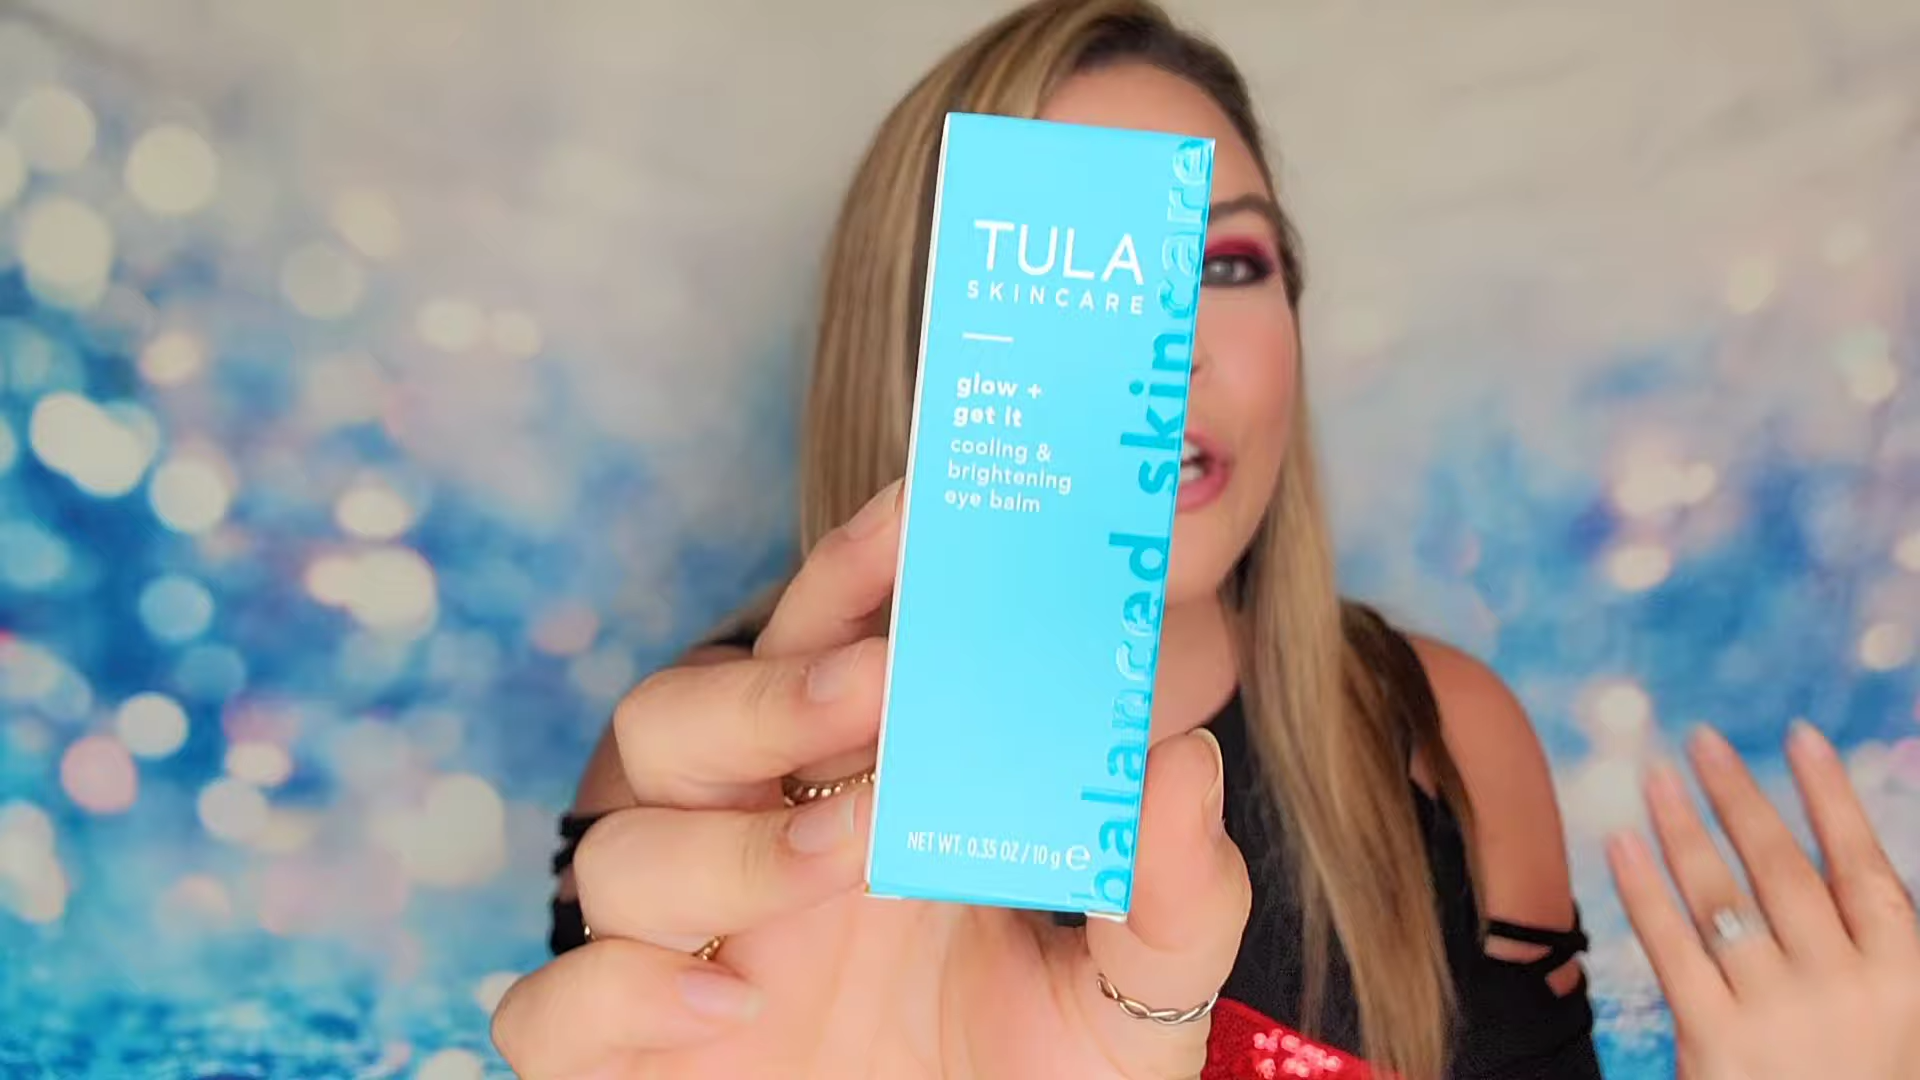 TULA
SKINCARE
glow +
get it
cooling &
brightening
eye balm
NET WT. 0.35 OZ / 10 g ℮
balanced skincare